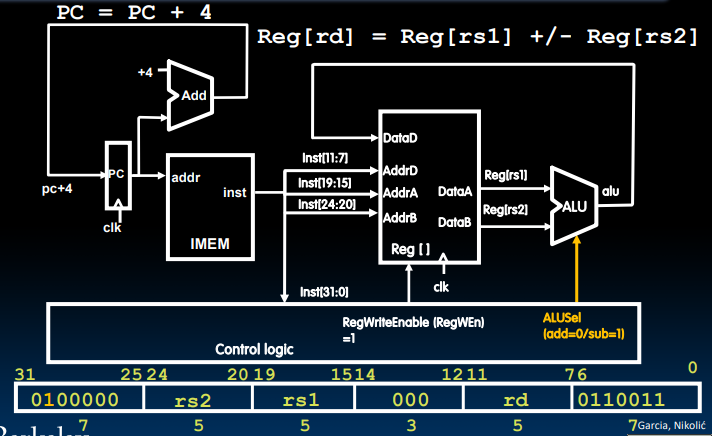 PC = PC + 4
Reg[rd] = Reg[rs1] +/- Reg[rs2]
+4
Add
DataD
Inst[11:7]
AddrD
PC
addr
Inst[19:15]
AddrA
DataA
Reg[rs1]
alu
pc+4
inst
Inst[24:20]
AddrB
DataB
Reg[rs2]
ALU
clk
IMEM
Reg [ ]
clk
Inst[31:0]
RegWriteEnable (RegWEn)
=1
ALUSel
(add=0/sub=1)
Control logic
31 25 24 20 19 15 14 12 11 7 6 0
0100000 rs2 rs1 000 rd 0110011
7 5 5 3 5 7
Garcia, Nikolić